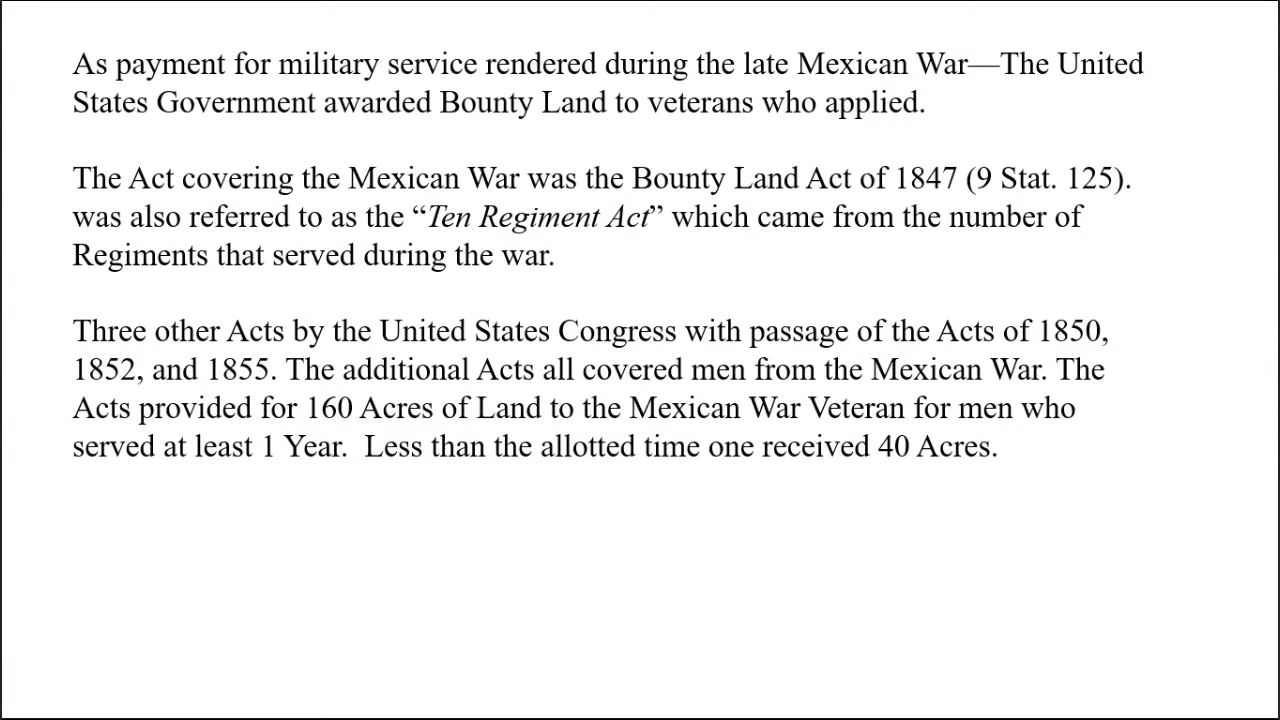 As payment for military service rendered during the late Mexican War—The United
States Government awarded Bounty Land to veterans who applied.
The Act covering the Mexican War was the Bounty Land Act of 1847 (9 Stat. 125).
was also referred to as the “Ten Regiment Act” which came from the number of
Regiments that served during the war.
Three other Acts by the United States Congress with passage of the Acts of 1850,
1852, and 1855. The additional Acts all covered men from the Mexican War. The
Acts provided for 160 Acres of Land to the Mexican War Veteran for men who
served at least 1 Year.  Less than the allotted time one received 40 Acres.